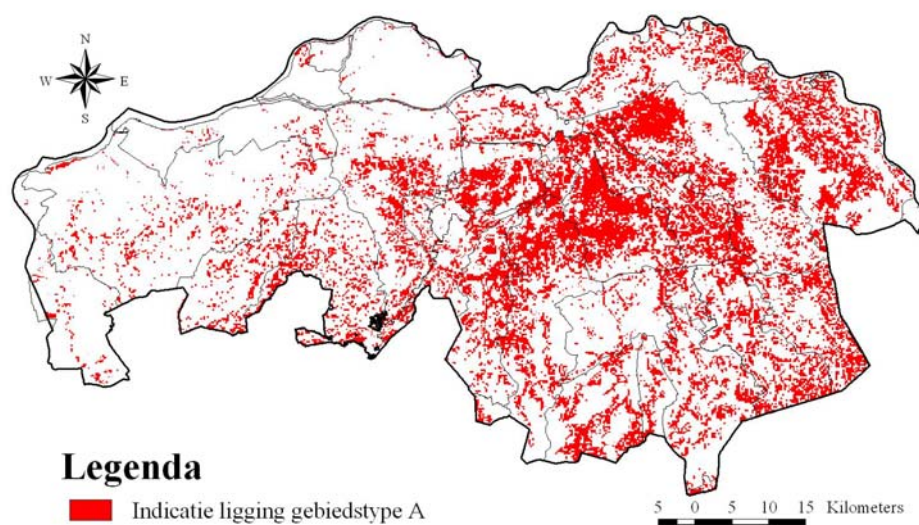 N
W E
S
Legenda
Indicatie ligging gebiedstype A
5 0 5 10 15 Kilometers